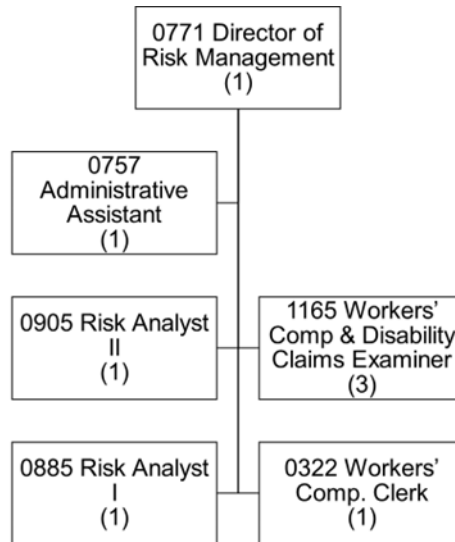 0771 Director of
Risk Management
(1)
0757
Administrative
Assistant
(1)
0905 Risk Analyst
II
(1)
1165 Workers’
Comp & Disability
Claims Examiner
(3)
0885 Risk Analyst
I
(1)
0322 Workers’
Comp. Clerk
(1)